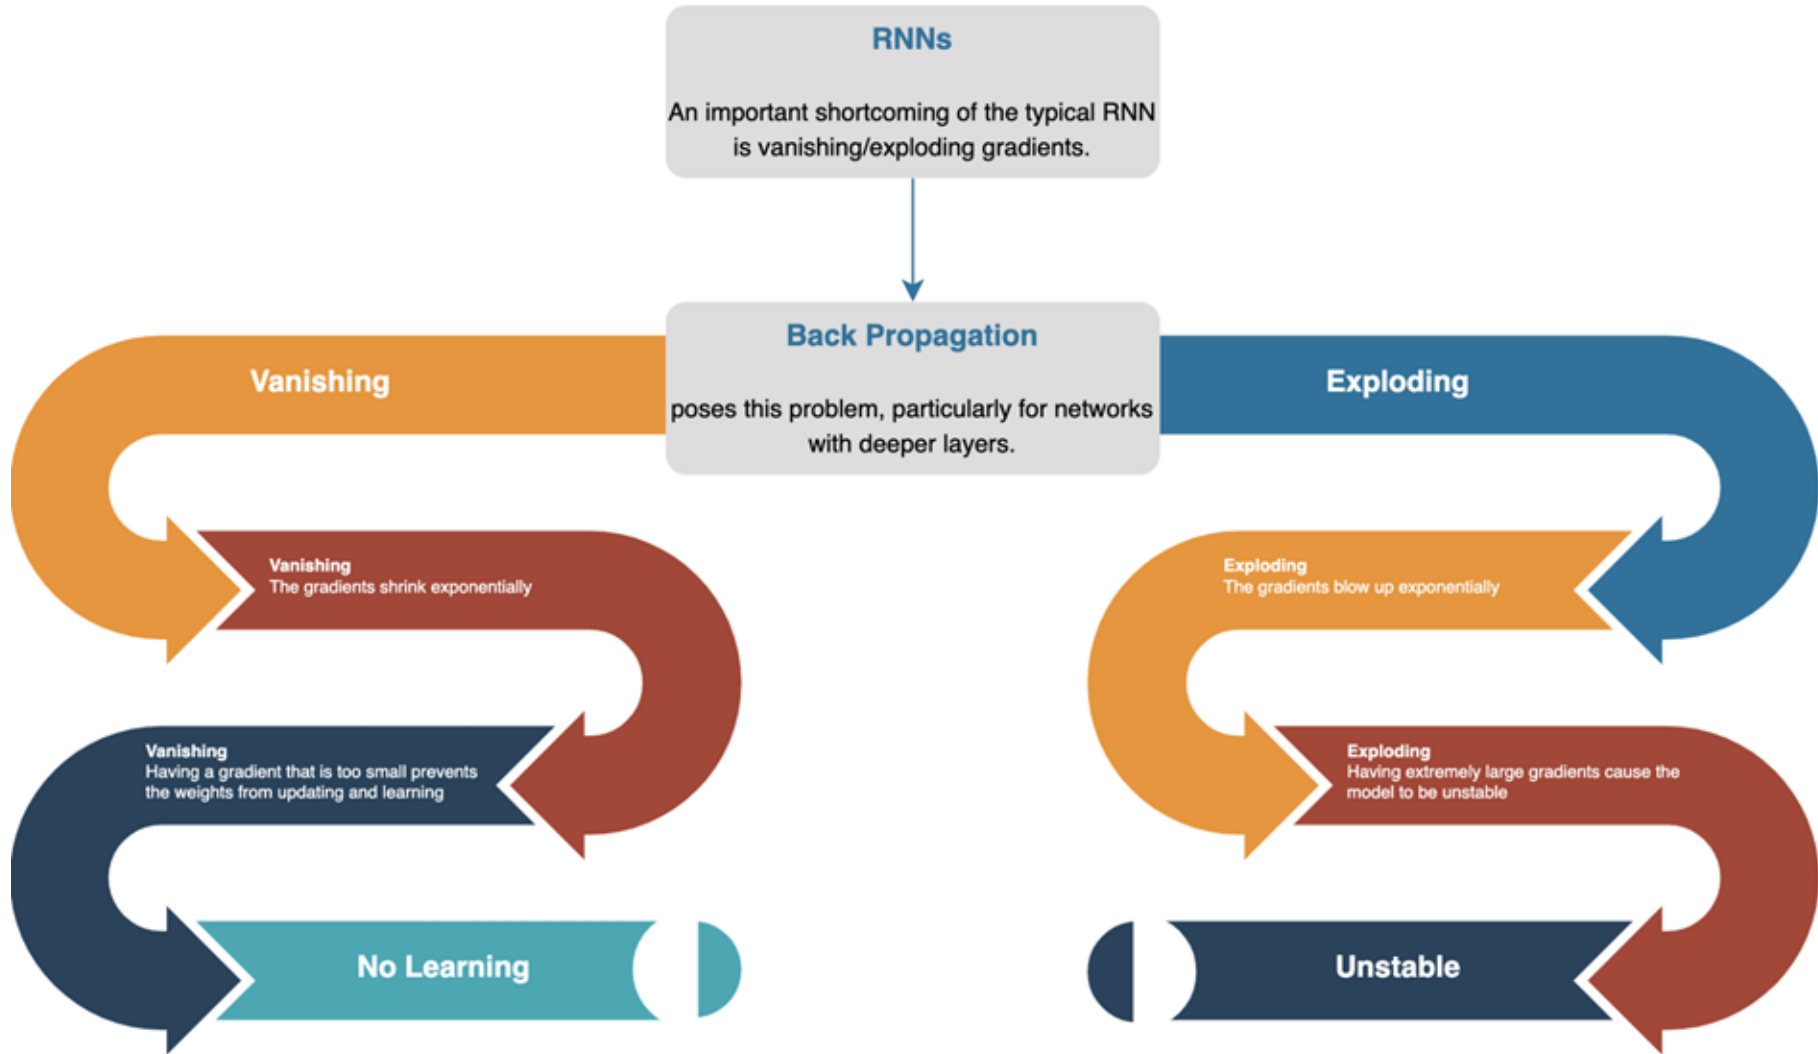 RNNs
An important shortcoming of the typical RNN
is vanishing/exploding gradients.
Back Propagation
poses this problem, particularly for networks
with deeper layers.
Vanishing
Exploding
Vanishing
The gradients shrink exponentially
Exploding
The gradients blow up exponentially
Vanishing
Having a gradient that is too small prevents
the weights from updating and learning
Exploding
Having extremely large gradients cause the
model to be unstable
No Learning
Unstable